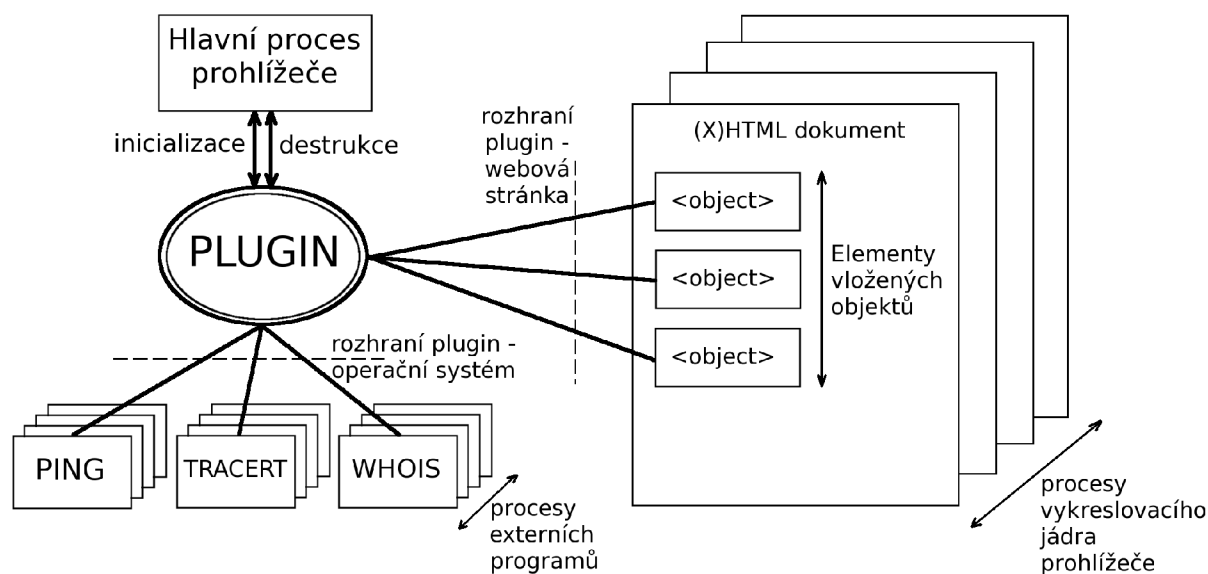 Hlavní proces
prohlížeče
inicializace
destrukce
PLUGIN
rozhraní
plugin -
webová
stránka
(X)HTML dokument
<object>
<object>
<object>
Elementy
vložených
objektů
rozhraní plugin -
operační systém
PING
TRACERT
WHOIS
procesy
externích
programů
procesy
vykreslovacího
jádra
prohlížeče